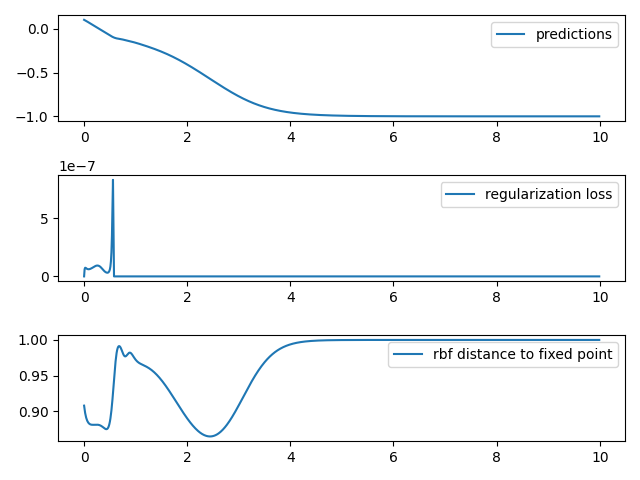 0.0
−0.5
−1.0
predictions
0 2 4 6 8 10
1e−7
5
0
regularization loss
0 2 4 6 8 10
1.00
0.95
0.90
rbf distance to fixed point
0 2 4 6 8 10